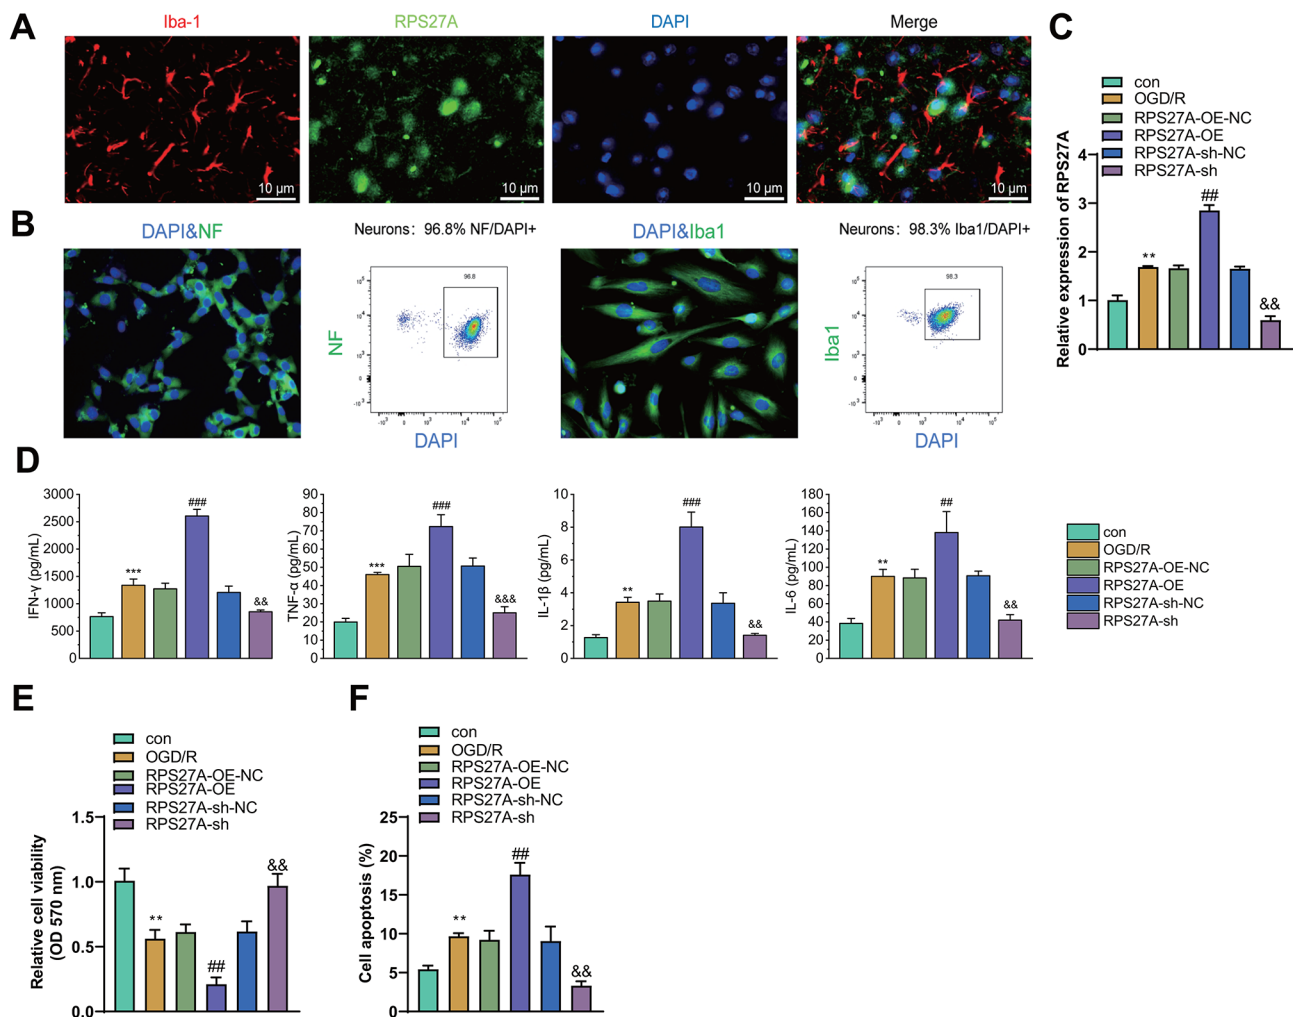 A
Iba-1
RPS27A
DAPI
Merge
10 μm
10 μm
10 μm
10 μm
B
DAPI&NF
Neurons: 96.8% NF/DAPI+
96.8
NF
DAPI
DAPI&Iba1
Neurons: 98.3% Iba1/DAPI+
98.3
Iba1
DAPI
C
con
OGD/R
RPS27A-OE-NC
RPS27A-OE
RPS27A-sh-NC
RPS27A-sh
Relative expression of RPS27A
4
3
2
1
0
**
##
&&
D
IFN-γ (pg/mL)
3000
2500
2000
1500
1000
500
0
***
###
&&
TNF-α (pg/mL)
90
80
70
60
50
40
30
20
10
0
***
###
&&&
IL-1β (pg/mL)
10
8
6
4
2
0
**
###
&&
IL-6 (pg/mL)
180
160
140
120
100
80
60
40
20
0
**
##
&&
con
OGD/R
RPS27A-OE-NC
RPS27A-OE
RPS27A-sh-NC
RPS27A-sh
E
con
OGD/R
RPS27A-OE-NC
RPS27A-OE
RPS27A-sh-NC
RPS27A-sh
Relative cell viability
(OD 570 nm)
1.5
1.0
0.5
0.0
**
##
&&
F
con
OGD/R
RPS27A-OE-NC
RPS27A-OE
RPS27A-sh-NC
RPS27A-sh
Cell apoptosis (%)
25
20
15
10
5
0
**
##
&&